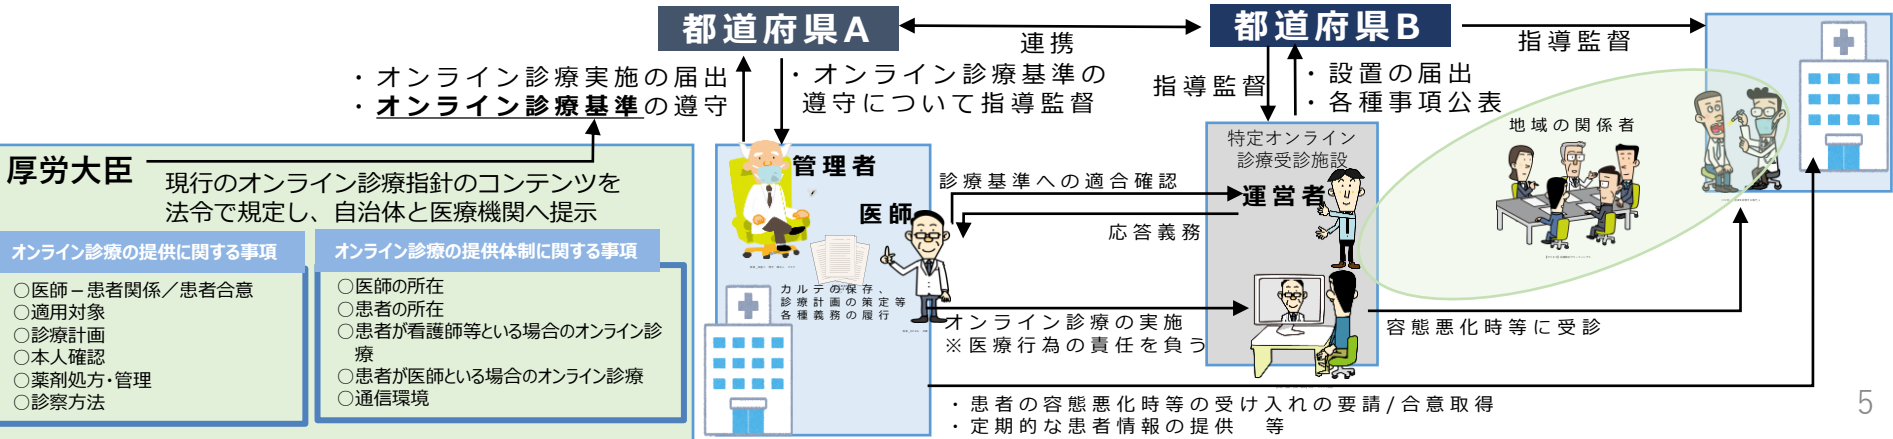 都道府県A
連携
都道府県B
指導監督
・オンライン診療実施の届出
・オンライン診療基準の遵守
・オンライン診療基準の
遵守について指導監督
指導監督
・設置の届出
・各種事項公表
厚労大臣
現行のオンライン診療指針のコンテンツを
法令で規定し、自治体と医療機関へ提示
オンライン診療の提供に関する事項
○医師－患者関係／患者合意
○適用対象
○診療計画
○本人確認
○薬剤処方・管理
○診察方法
オンライン診療の提供体制に関する事項
○医師の所在
○患者の所在
○患者が看護師等といる場合のオンライン診
療
○患者が医師といる場合のオンライン診療
○通信環境
管理者
医師
カルテの保存、
診療計画の策定等
各種義務の履行
診療基準への適合確認
応答義務
オンライン診療の実施
※医療行為の責任を負う
特定オンライン
診療受診施設
運営者
地域の関係者
容態悪化時等に受診
・患者の容態悪化時等の受け入れの要請/合意取得
・定期的な患者情報の提供　等
5